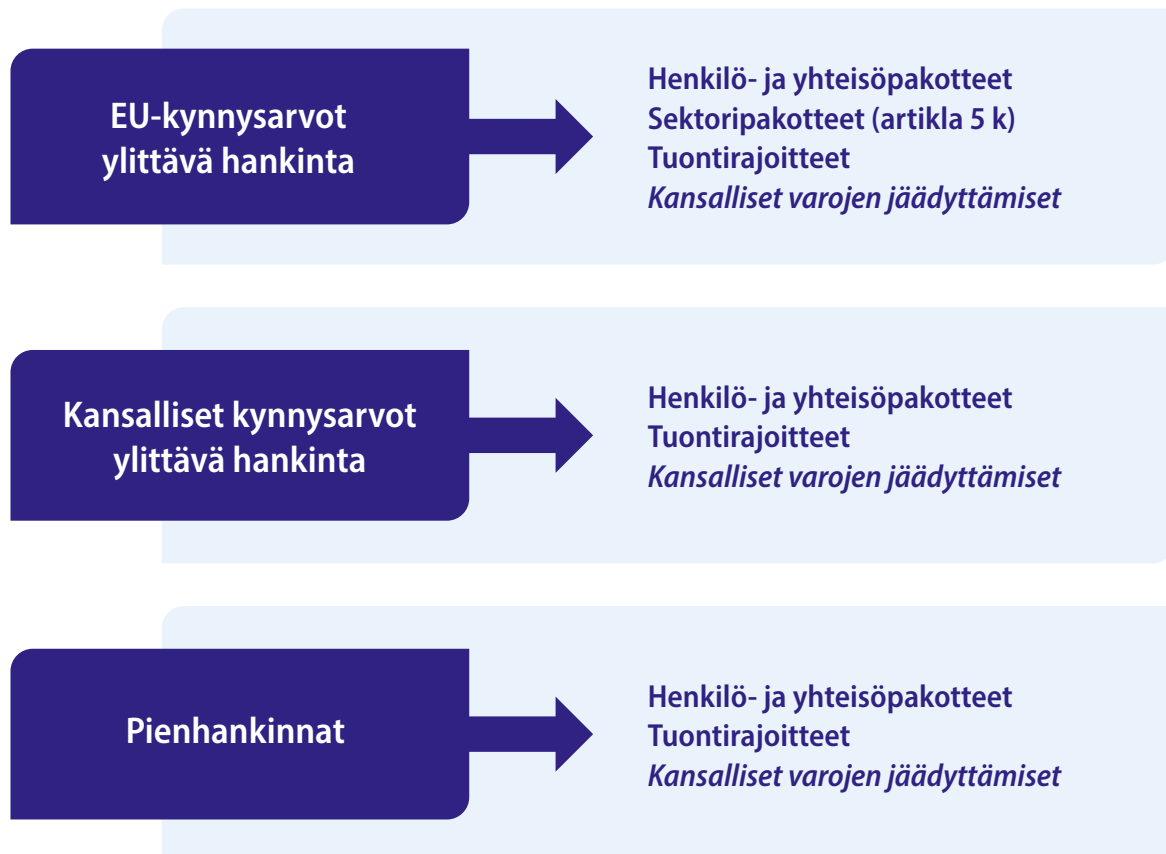 EU-kynnysarvot
ylittävä hankinta
Henkilö- ja yhteisöpakotteet
Sektoripakotteet (artikla 5 k)
Tuontirajoitteet
Kansalliset varojen jäädyttämiset
Kansalliset kynnysarvot
ylittävä hankinta
Henkilö- ja yhteisöpakotteet
Tuontirajoitteet
Kansalliset varojen jäädyttämiset
Pienhankinnat
Henkilö- ja yhteisöpakotteet
Tuontirajoitteet
Kansalliset varojen jäädyttämiset